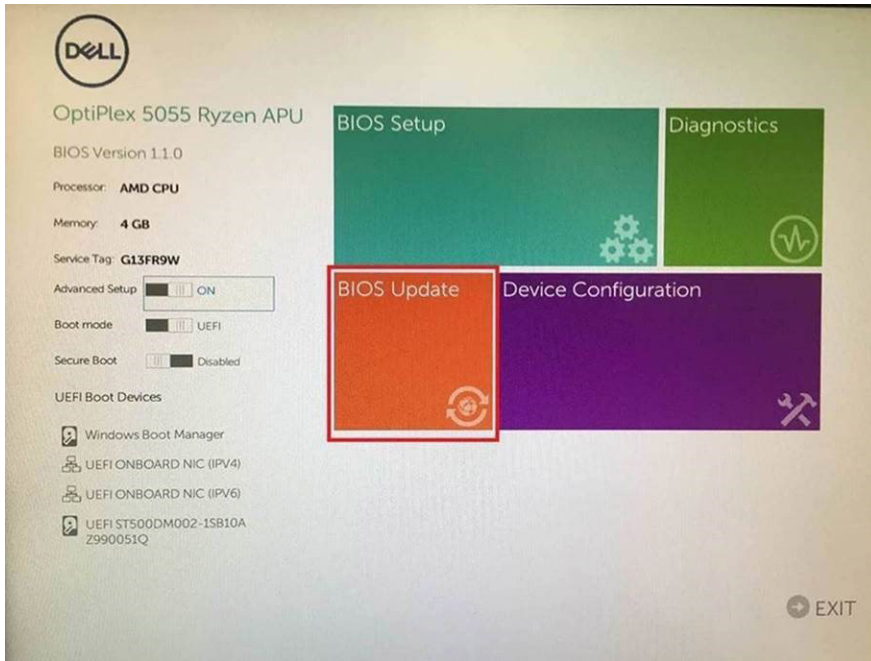 DELL
OptiPlex 5055 Ryzen APU
BIOS Version 1.1.0
Processor: AMD CPU
Memory: 4 GB
Service Tag: G13FR9W
Advanced Setup ON
Boot mode UEFI
Secure Boot Disabled
UEFI Boot Devices
Windows Boot Manager
UEFI ONBOARD NIC (IPV4)
UEFI ONBOARD NIC (IPV6)
UEFI ST500DM002-1SB10A
Z990051Q
BIOS Setup
Diagnostics
BIOS Update
Device Configuration
EXIT